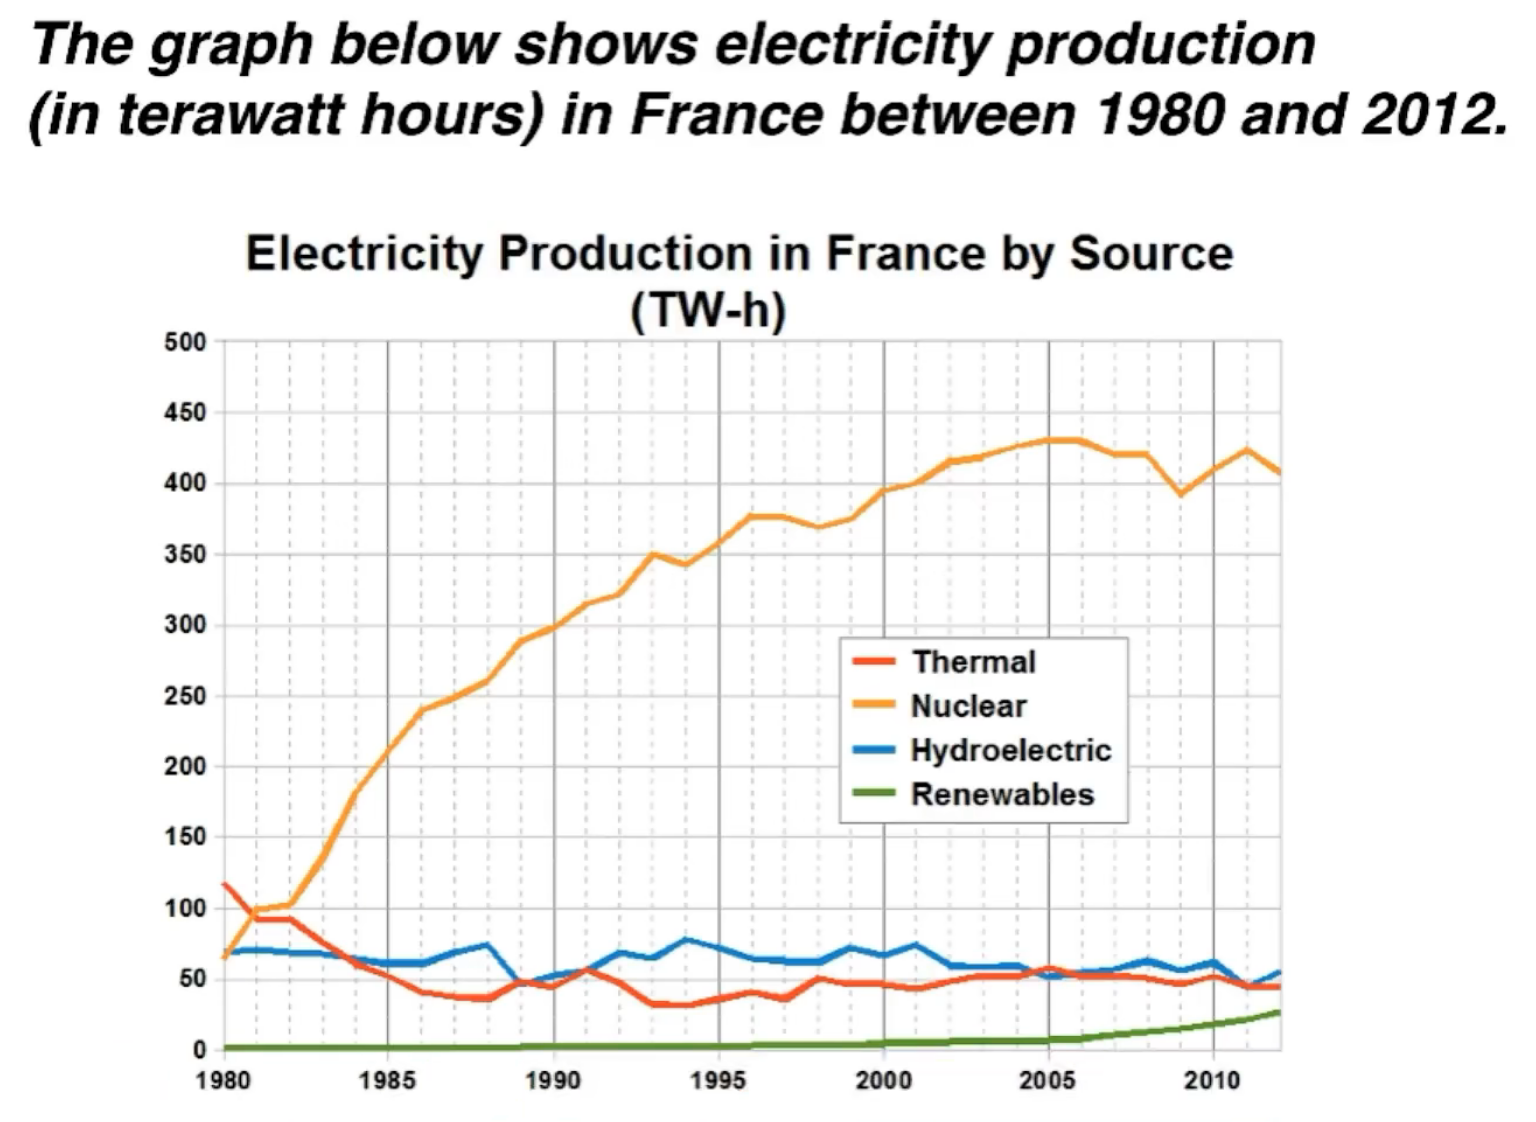 The graph below shows electricity production
(in terawatt hours) in France between 1980 and 2012.
Electricity Production in France by Source
(TW-h)
500
450
400
350
300
250
200
150
100
50
0
Thermal
Nuclear
Hydroelectric
Renewables
1980 1985 1990 1995 2000 2005 2010